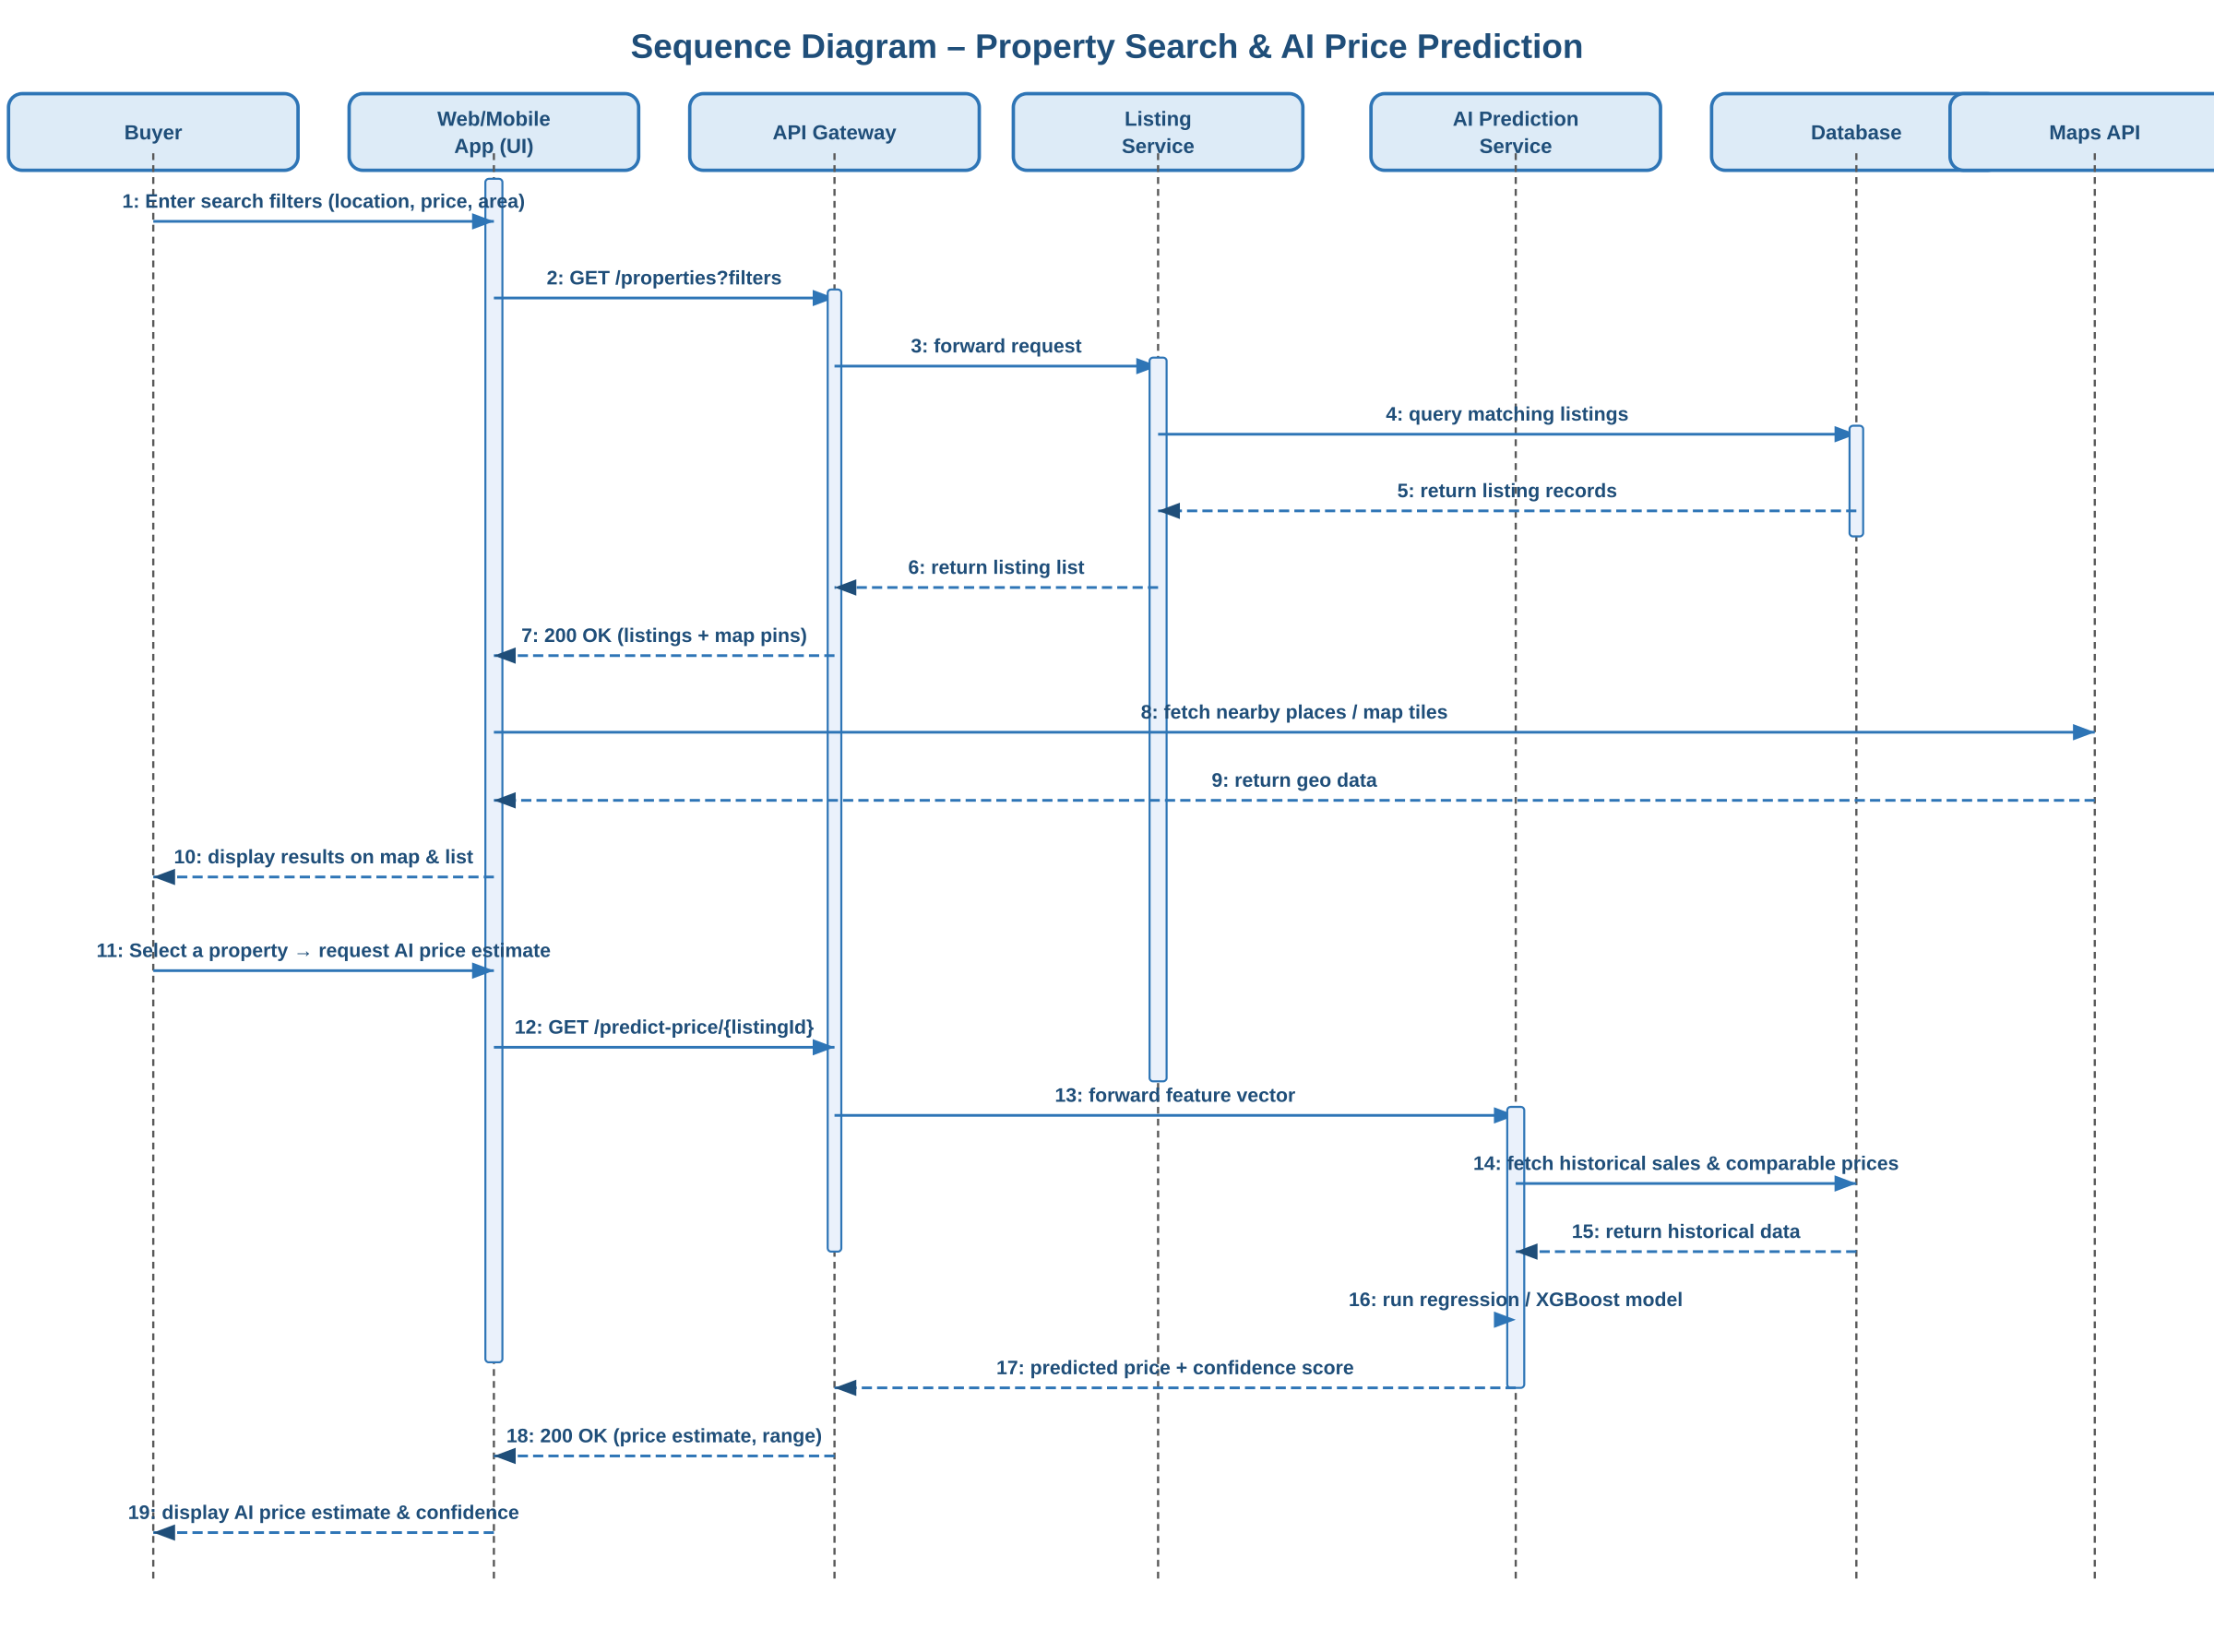 Sequence Diagram – Property Search & AI Price Prediction
Buyer
Web/Mobile
App (UI)
API Gateway
Listing
Service
AI Prediction
Service
Database
Maps API
1: Enter search filters (location, price, area)
2: GET /properties?filters
3: forward request
4: query matching listings
5: return listing records
6: return listing list
7: 200 OK (listings + map pins)
8: fetch nearby places / map tiles
9: return geo data
10: display results on map & list
11: Select a property → request AI price estimate
12: GET /predict-price/{listingId}
13: forward feature vector
14: fetch historical sales & comparable prices
15: return historical data
16: run regression / XGBoost model
17: predicted price + confidence score
18: 200 OK (price estimate, range)
19: display AI price estimate & confidence